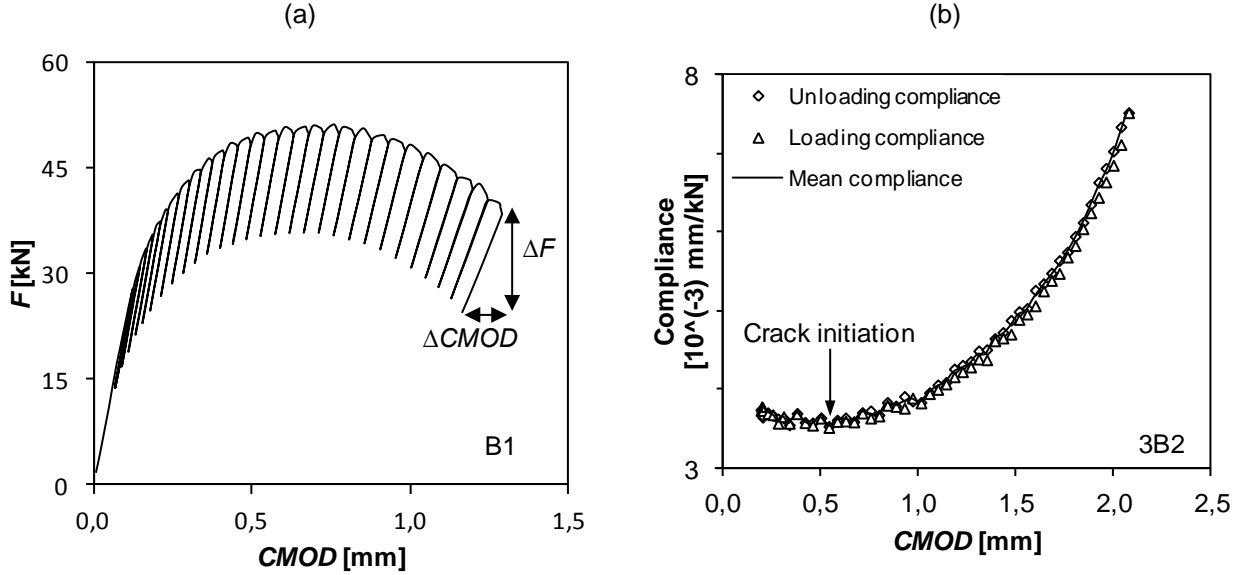 (a)
60
45
30
15
0
0,0
0,5
1,0
1,5
F [kN]
CMOD [mm]
ΔF
ΔCMOD
B1
(b)
8
3
0,0
0,5
1,0
1,5
2,0
2,5
Compliance
[10^(-3) mm/kN]
CMOD [mm]
Unloading compliance
Loading compliance
Mean compliance
Crack initiation
3B2